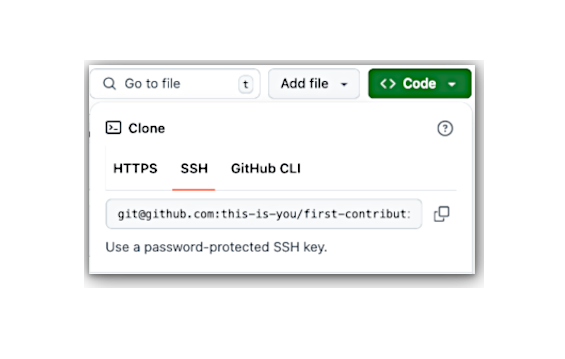 Go to file t Add file Code
Clone
HTTPS SSH GitHub CLI
git@github.com:this-is-you/first-contribut
Use a password-protected SSH key.